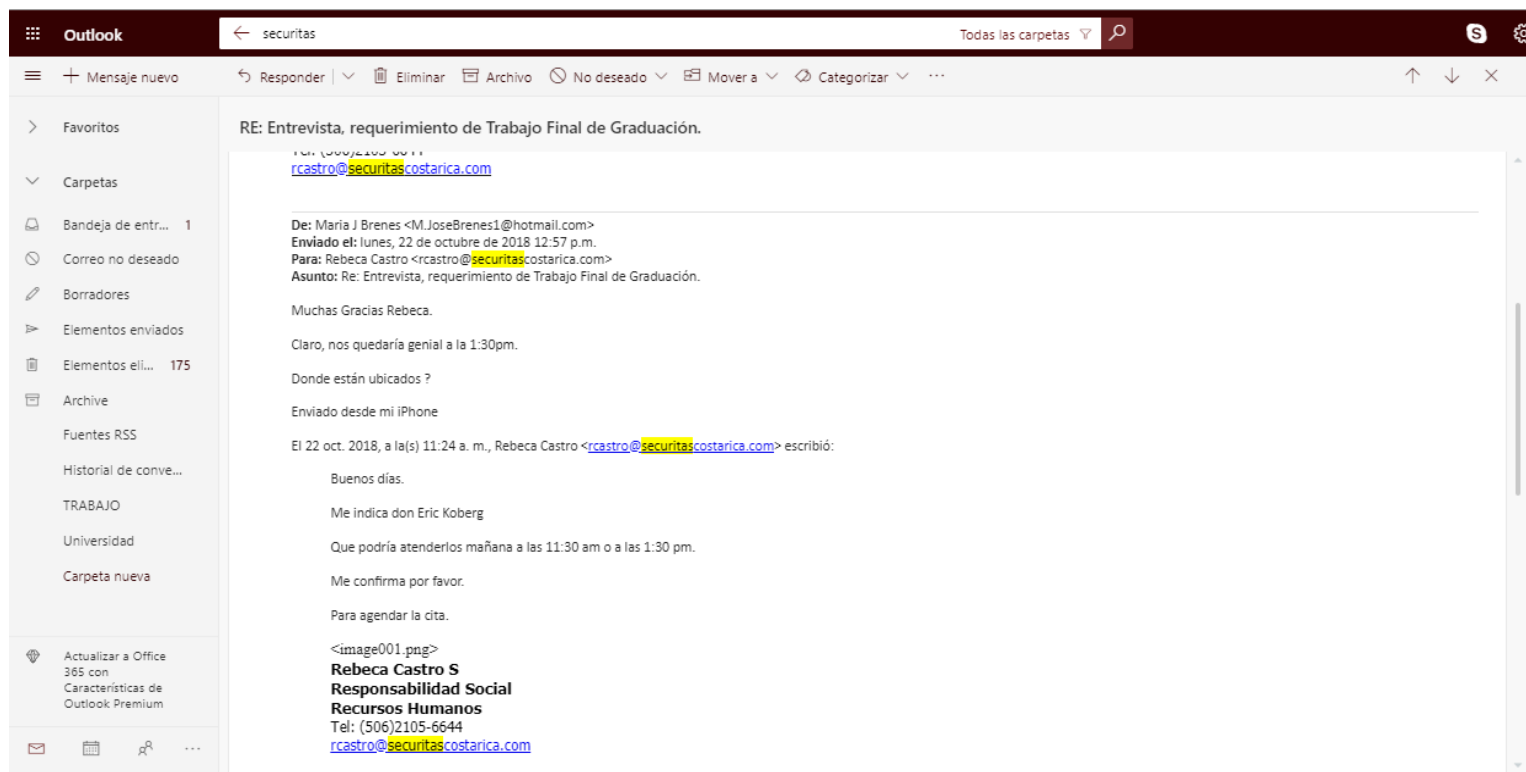 Outlook
securitas
Todas las carpetas
S
Mensaje nuevo
Responder
Eliminar
Archivo
No deseado
Mover a
Categorizar
...
Favoritos
Carpetas
Bandeja de entr... 1
Correo no deseado
Borradores
Elementos enviados
Elementos eli... 175
Archive
Fuentes RSS
Historial de conve...
TRABAJO
Universidad
Carpeta nueva
Actualizar a Office
365 con
Características de
Outlook Premium
...
RE: Entrevista, requerimiento de Trabajo Final de Graduación.
Tel: (506)2105-6644
rcastro@securitascostarica.com
De: Maria J Brenes <M.JoseBrenes1@hotmail.com>
Enviado el: lunes, 22 de octubre de 2018 12:57 p.m.
Para: Rebeca Castro <rcastro@securitascostarica.com>
Asunto: Re: Entrevista, requerimiento de Trabajo Final de Graduación.
Muchas Gracias Rebeca.
Claro, nos quedaría genial a la 1:30pm.
Donde están ubicados ?
Enviado desde mi iPhone
El 22 oct. 2018, a la(s) 11:24 a. m., Rebeca Castro <rcastro@securitascostarica.com> escribió:
Buenos días.
Me indica don Eric Koberg
Que podría atenderlos mañana a las 11:30 am o a las 1:30 pm.
Me confirma por favor.
Para agendar la cita.
<image001.png>
Rebeca Castro S
Responsabilidad Social
Recursos Humanos
Tel: (506)2105-6644
rcastro@securitascostarica.com